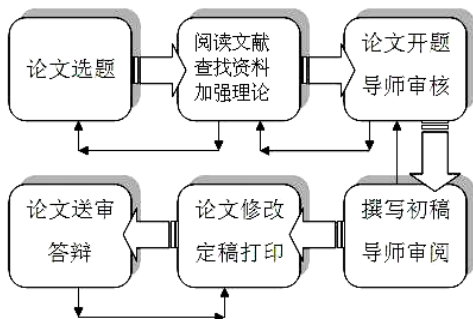 论文选题
阅读文献
查找资料
加强理论
论文开题
导师审核
论文送审
答辩
论文修改
定稿打印
撰写初稿
导师审阅